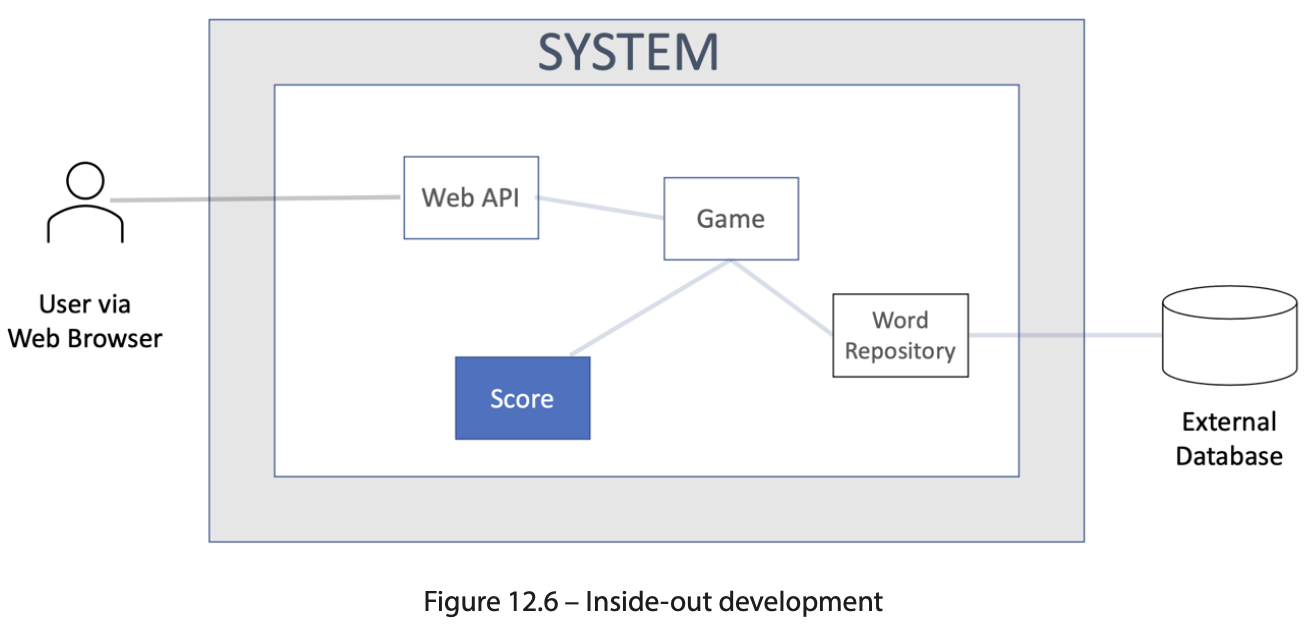 SYSTEM
Web API
Game
User via
Web Browser
Word
Repository
Score
External
Database
Figure 12.6 – Inside-out development